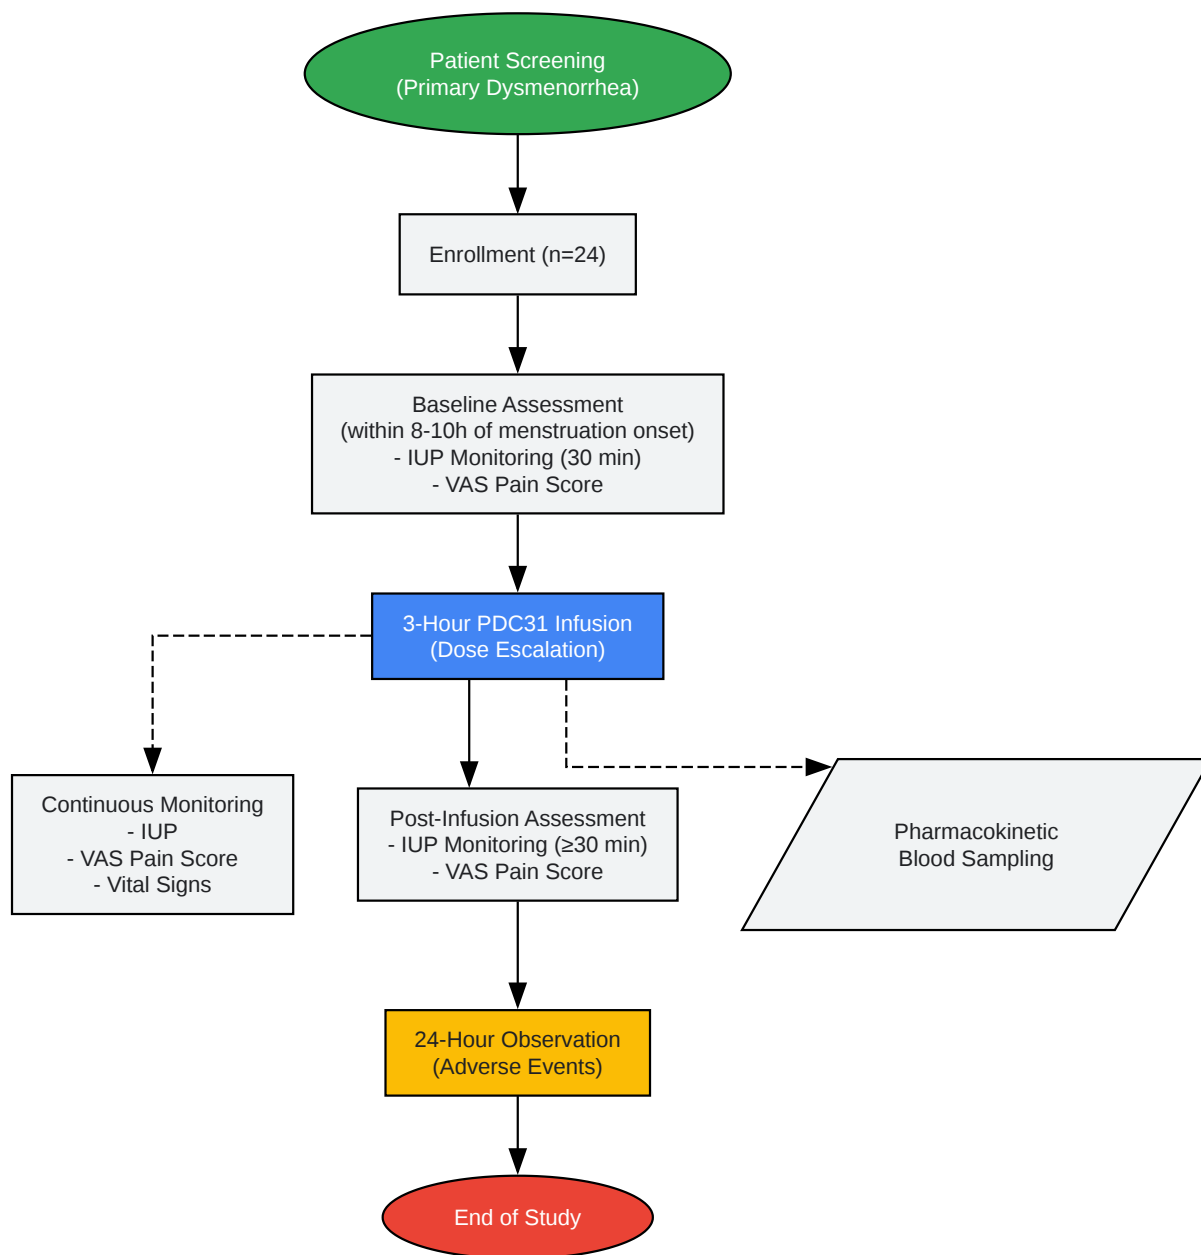 Patient Screening
(Primary Dysmenorrhea)
Enrollment (n=24)
Baseline Assessment
(within 8-10h of menstruation onset)
- IUP Monitoring (30 min)
- VAS Pain Score
3-Hour PDC31 Infusion
(Dose Escalation)
Continuous Monitoring
- IUP
- VAS Pain Score
- Vital Signs
Post-Infusion Assessment
- IUP Monitoring (≥30 min)
- VAS Pain Score
Pharmacokinetic
Blood Sampling
24-Hour Observation
(Adverse Events)
End of Study